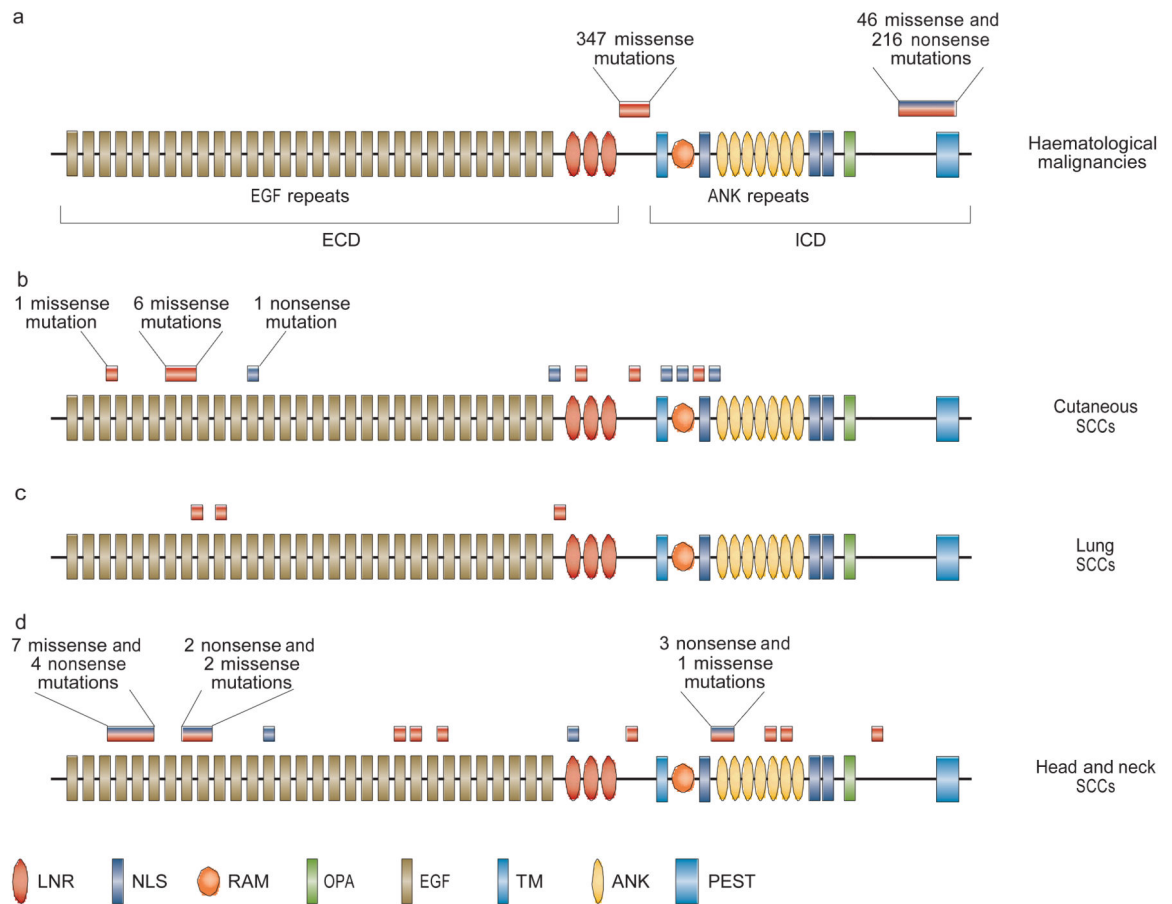 a
347 missense
mutations
46 missense and
216 nonsense
mutations
Haematological
malignancies
EGF repeats
ANK repeats
ECD
ICD
b
1 missense
mutation
6 missense
mutations
1 nonsense
mutation
Cutaneous
SCCs
c
Lung
SCCs
d
7 missense and
4 nonsense
mutations
2 nonsense and
2 missense
mutations
3 nonsense and
1 missense
mutations
Head and neck
SCCs
LNR
NLS
RAM
OPA
EGF
TM
ANK
PEST